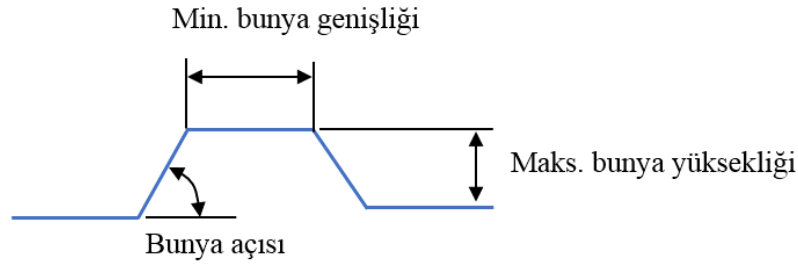 Min. bunya genişliği
Maks. bunya yüksekliği
Bunya açısı